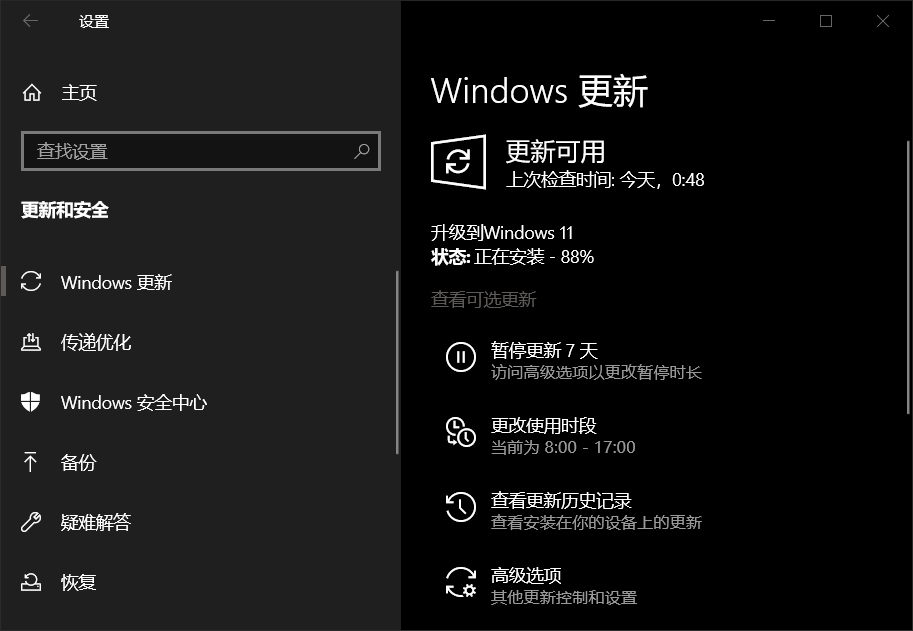 设置
主页
查找设置
更新和安全
Windows 更新
传递优化
Windows 安全中心
备份
疑难解答
恢复
Windows 更新
更新可用
上次检查时间: 今天，0:48
升级到Windows 11
状态: 正在安装 - 88%
查看可选更新
暂停更新 7 天
访问高级选项以更改暂停时长
更改使用时段
当前为 8:00 - 17:00
查看更新历史记录
查看安装在你的设备上的更新
高级选项
其他更新控制和设置